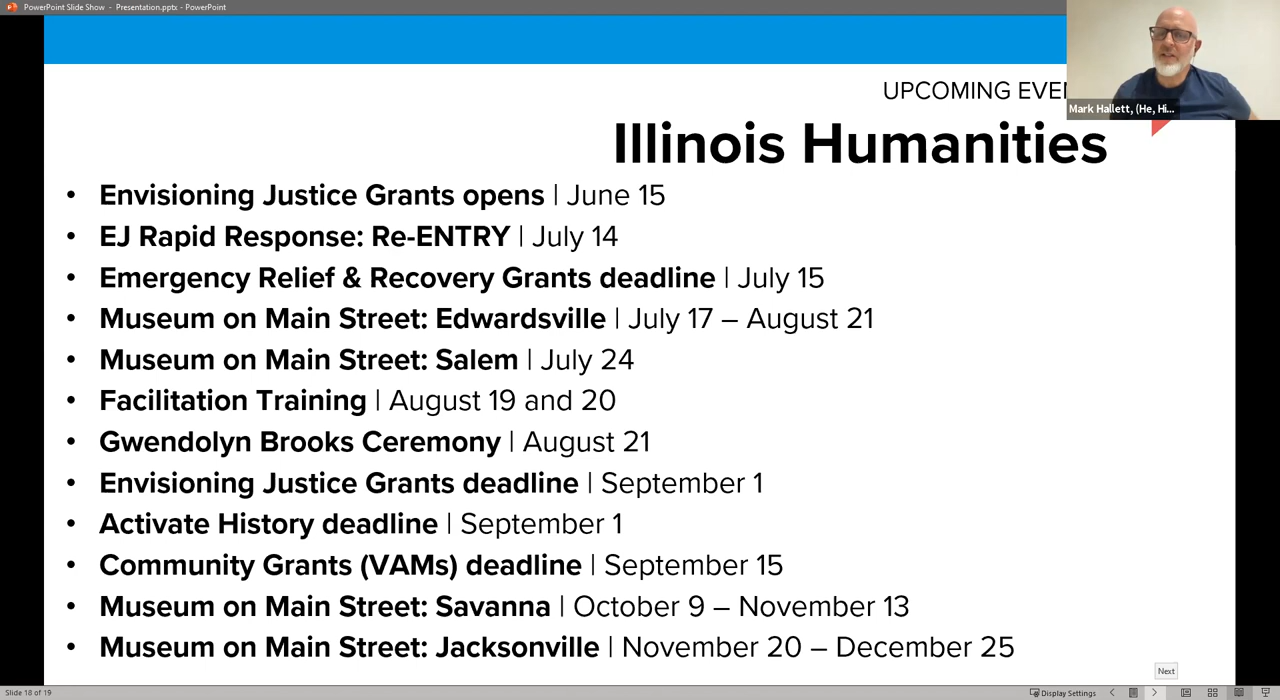 PowerPoint Slide Show - Presentation.pptx - PowerPoint
UPCOMING EVE
Mark Hallett, (He, Hi...
Illinois Humanities
• Envisioning Justice Grants opens | June 15
• EJ Rapid Response: Re-ENTRY | July 14
• Emergency Relief & Recovery Grants deadline | July 15
• Museum on Main Street: Edwardsville | July 17 – August 21
• Museum on Main Street: Salem | July 24
• Facilitation Training | August 19 and 20
• Gwendolyn Brooks Ceremony | August 21
• Envisioning Justice Grants deadline | September 1
• Activate History deadline | September 1
• Community Grants (VAMs) deadline | September 15
• Museum on Main Street: Savanna | October 9 – November 13
• Museum on Main Street: Jacksonville | November 20 – December 25
Next
Slide 18 of 19
Display Settings